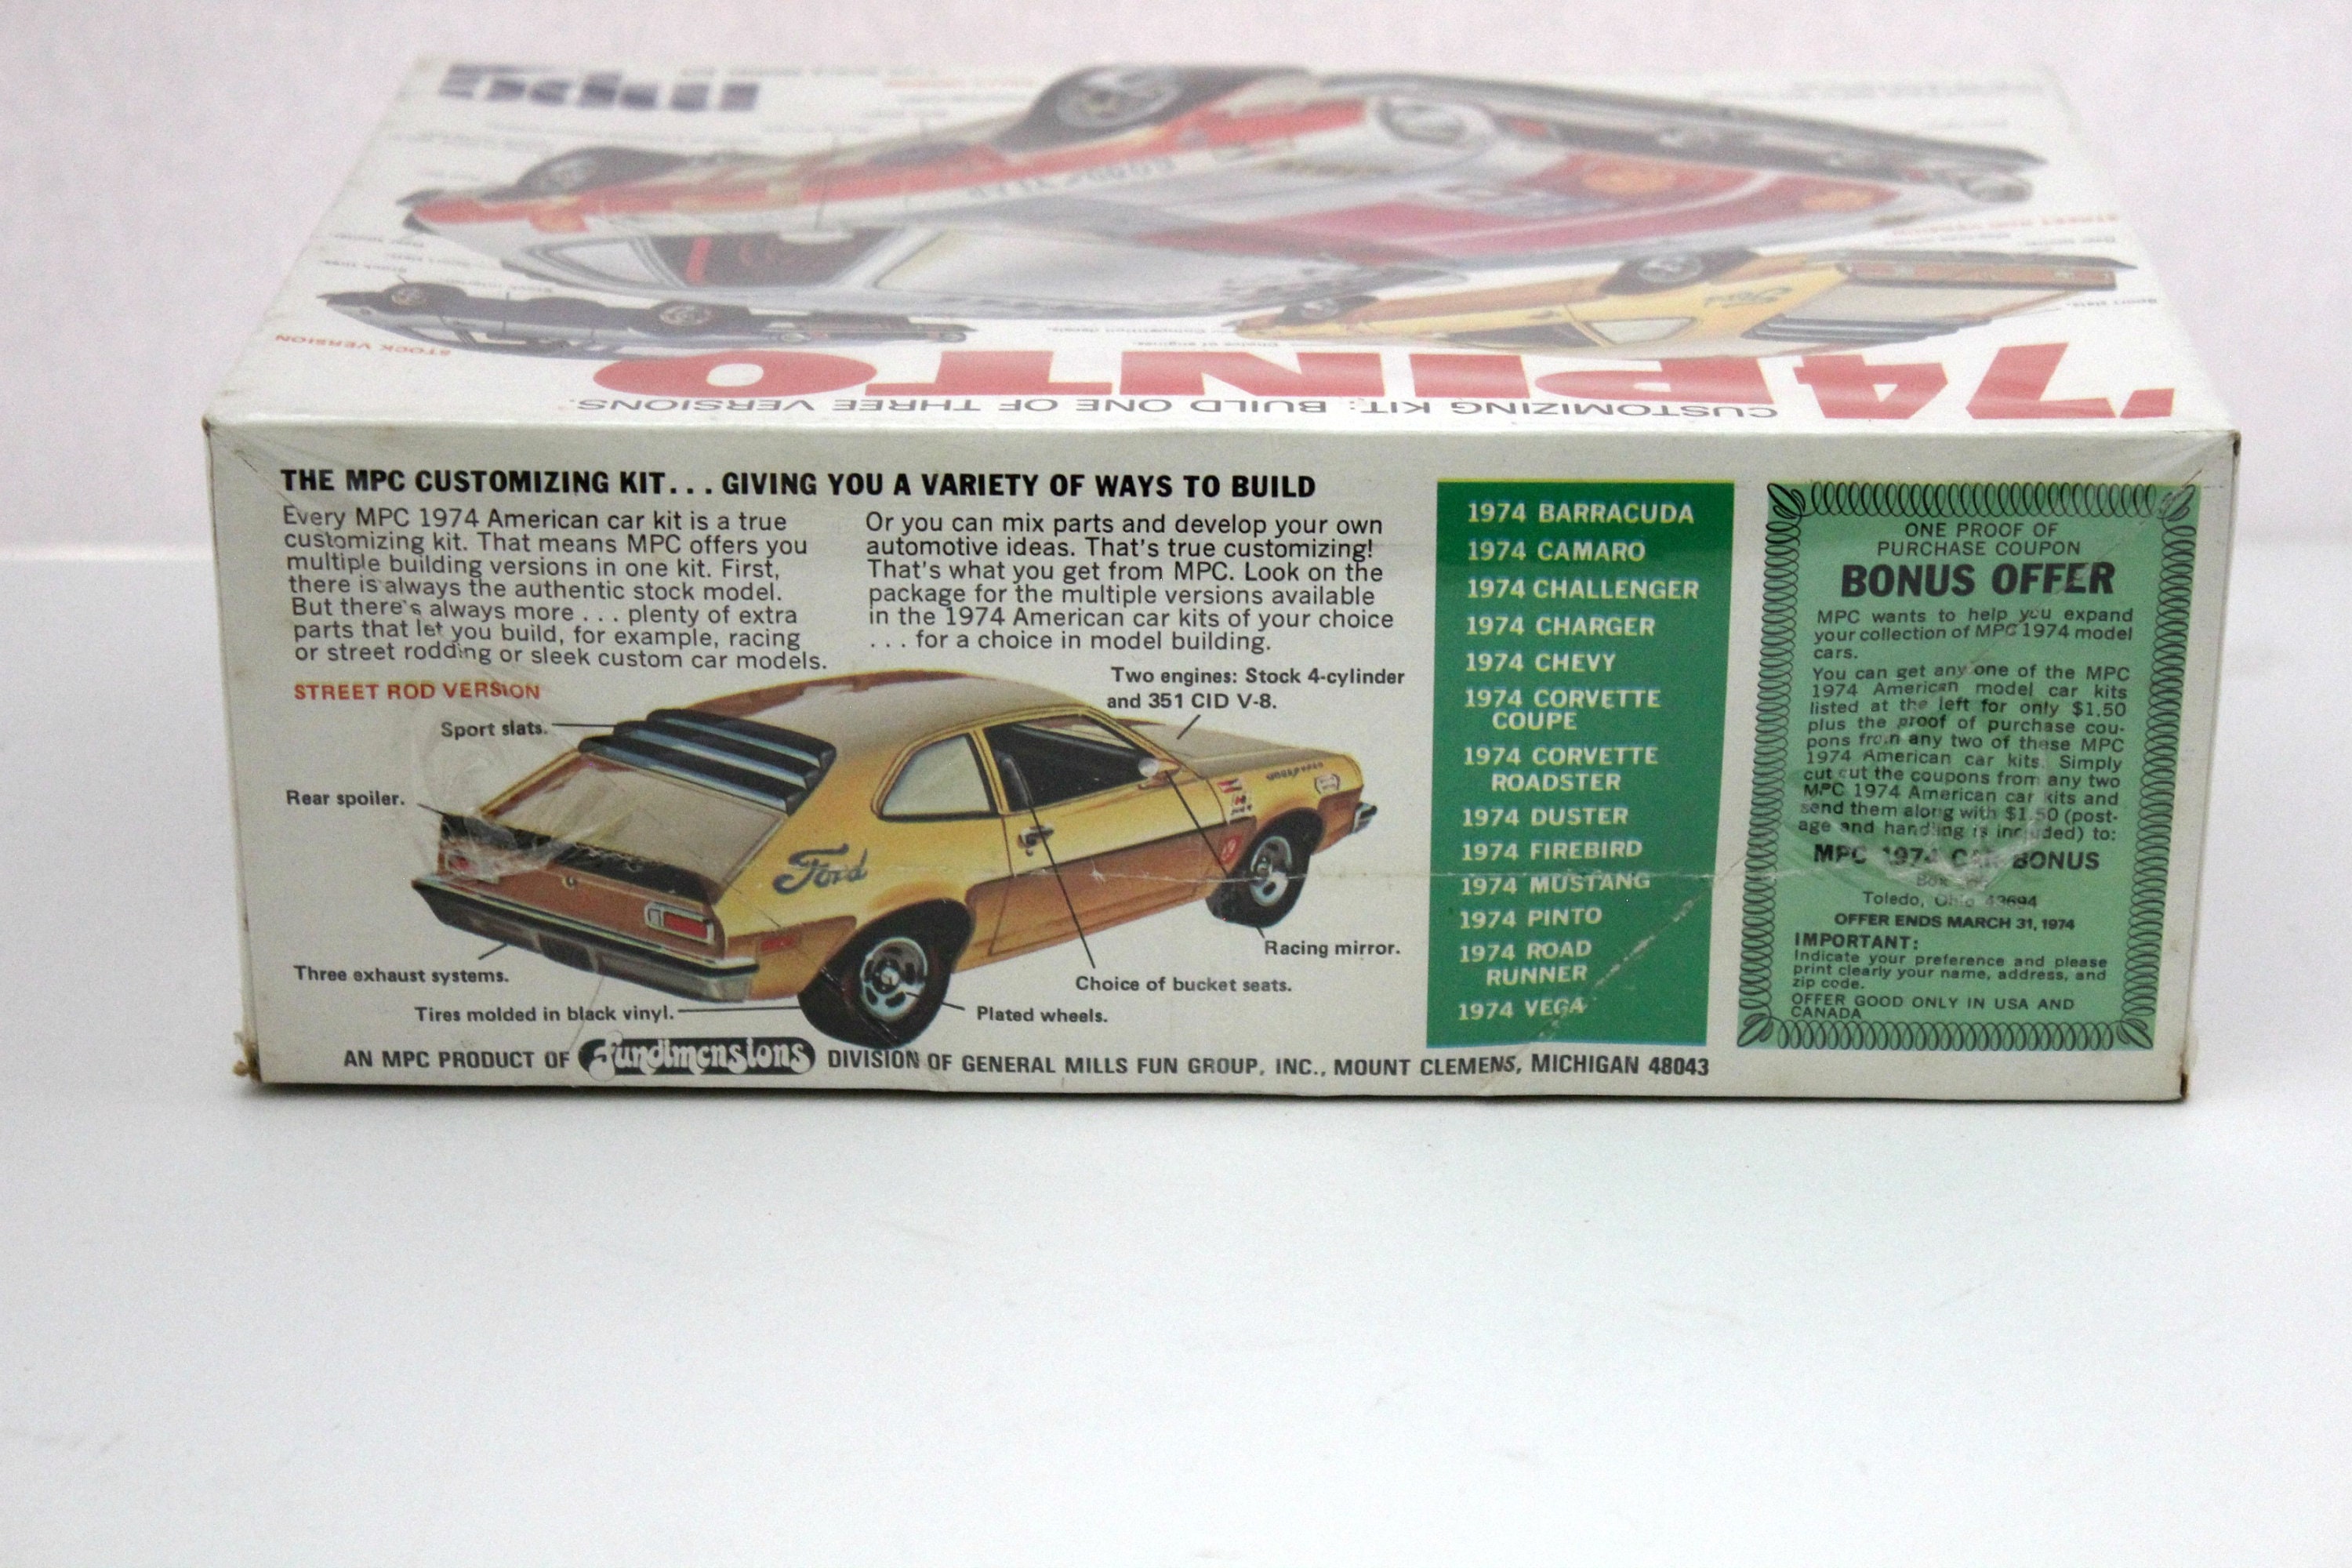 mpc
STOCK VERSION
'74 PINTO
CUSTOMIZING KIT: BUILD ONE OF THREE VERSIONS.
THE MPC CUSTOMIZING KIT... GIVING YOU A VARIETY OF WAYS TO BUILD
Every MPC 1974 American car kit is a true
customizing kit. That means MPC offers you
multiple building versions in one kit. First,
there is always the authentic stock model.
But there's always more . . . plenty of extra
parts that let you build, for example, racing
or street rodding or sleek custom car models.
Or you can mix parts and develop your own
automotive ideas. That's true customizing!
That's what you get from MPC. Look on the
package for the multiple versions available
in the 1974 American car kits of your choice
. . . for a choice in model building.
STREET ROD VERSION
Two engines: Stock 4-cylinder
and 351 CID V-8.
Sport slats.
Rear spoiler.
Ford
Racing mirror.
Three exhaust systems.
Choice of bucket seats.
Tires molded in black vinyl.
Plated wheels.
AN MPC PRODUCT OF Fundimensions DIVISION OF GENERAL MILLS FUN GROUP, INC., MOUNT CLEMENS, MICHIGAN 48043
1974 BARRACUDA
1974 CAMARO
1974 CHALLENGER
1974 CHARGER
1974 CHEVY
1974 CORVETTE
COUPE
1974 CORVETTE
ROADSTER
1974 DUSTER
1974 FIREBIRD
1974 MUSTANG
1974 PINTO
1974 ROAD
RUNNER
1974 VEGA
ONE PROOF OF
PURCHASE COUPON
BONUS OFFER
MPC wants to help you expand
your collection of MPC 1974 model
cars.
You can get any one of the MPC
1974 American model car kits
listed at the left for only $1.50
plus the proof of purchase cou-
pons from any two of these MPC
1974 American car kits. Simply
cut out the coupons from any two
MPC 1974 American car kits and
send them along with $1.50 (post-
age and handling is included) to:
MPC 1974 CAR BONUS
Box
Toledo, Ohio 43694
OFFER ENDS MARCH 31, 1974
IMPORTANT:
Indicate your preference and please
print clearly your name, address, and
zip code.
OFFER GOOD ONLY IN USA AND
CANADA